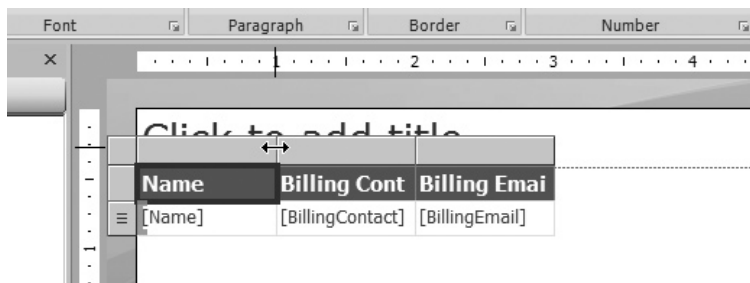 Font Paragraph Border Number
×
1 2 3 4
Click to add title
Name Billing Cont Billing Emai
[Name] [BillingContact] [BillingEmail]
1